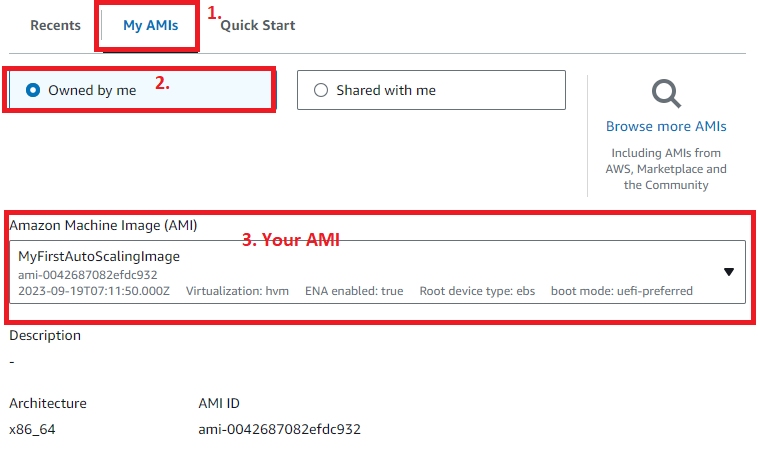 Recents My AMIs 1. Quick Start
Owned by me 2. Shared with me
Browse more AMIs
Including AMIs from
AWS, Marketplace and
the Community
Amazon Machine Image (AMI)
3. Your AMI
MyFirstAutoScalingImage
ami-0042687082efdc932
2023-09-19T07:11:50.000Z Virtualization: hvm ENA enabled: true Root device type: ebs boot mode: uefi-preferred
Description
-
Architecture AMI ID
x86_64 ami-0042687082efdc932